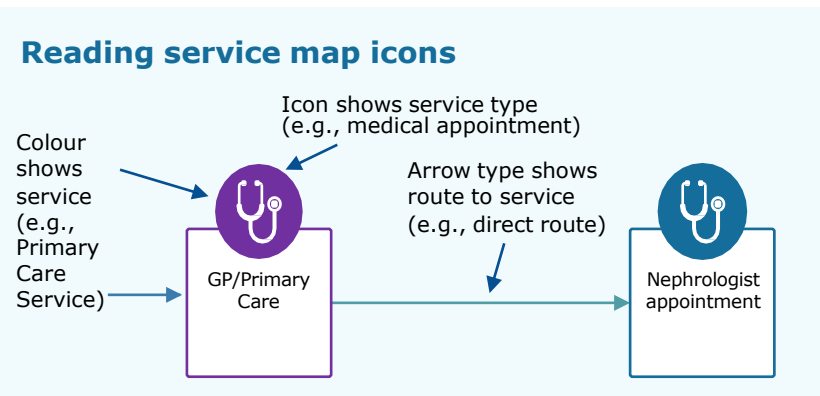 Reading service map icons
Icon shows service type
(e.g., medical appointment)
Colour
shows
service
(e.g.,
Primary
Care
Service)
Arrow type shows
route to service
(e.g., direct route)
GP/Primary
Care
Nephrologist
appointment